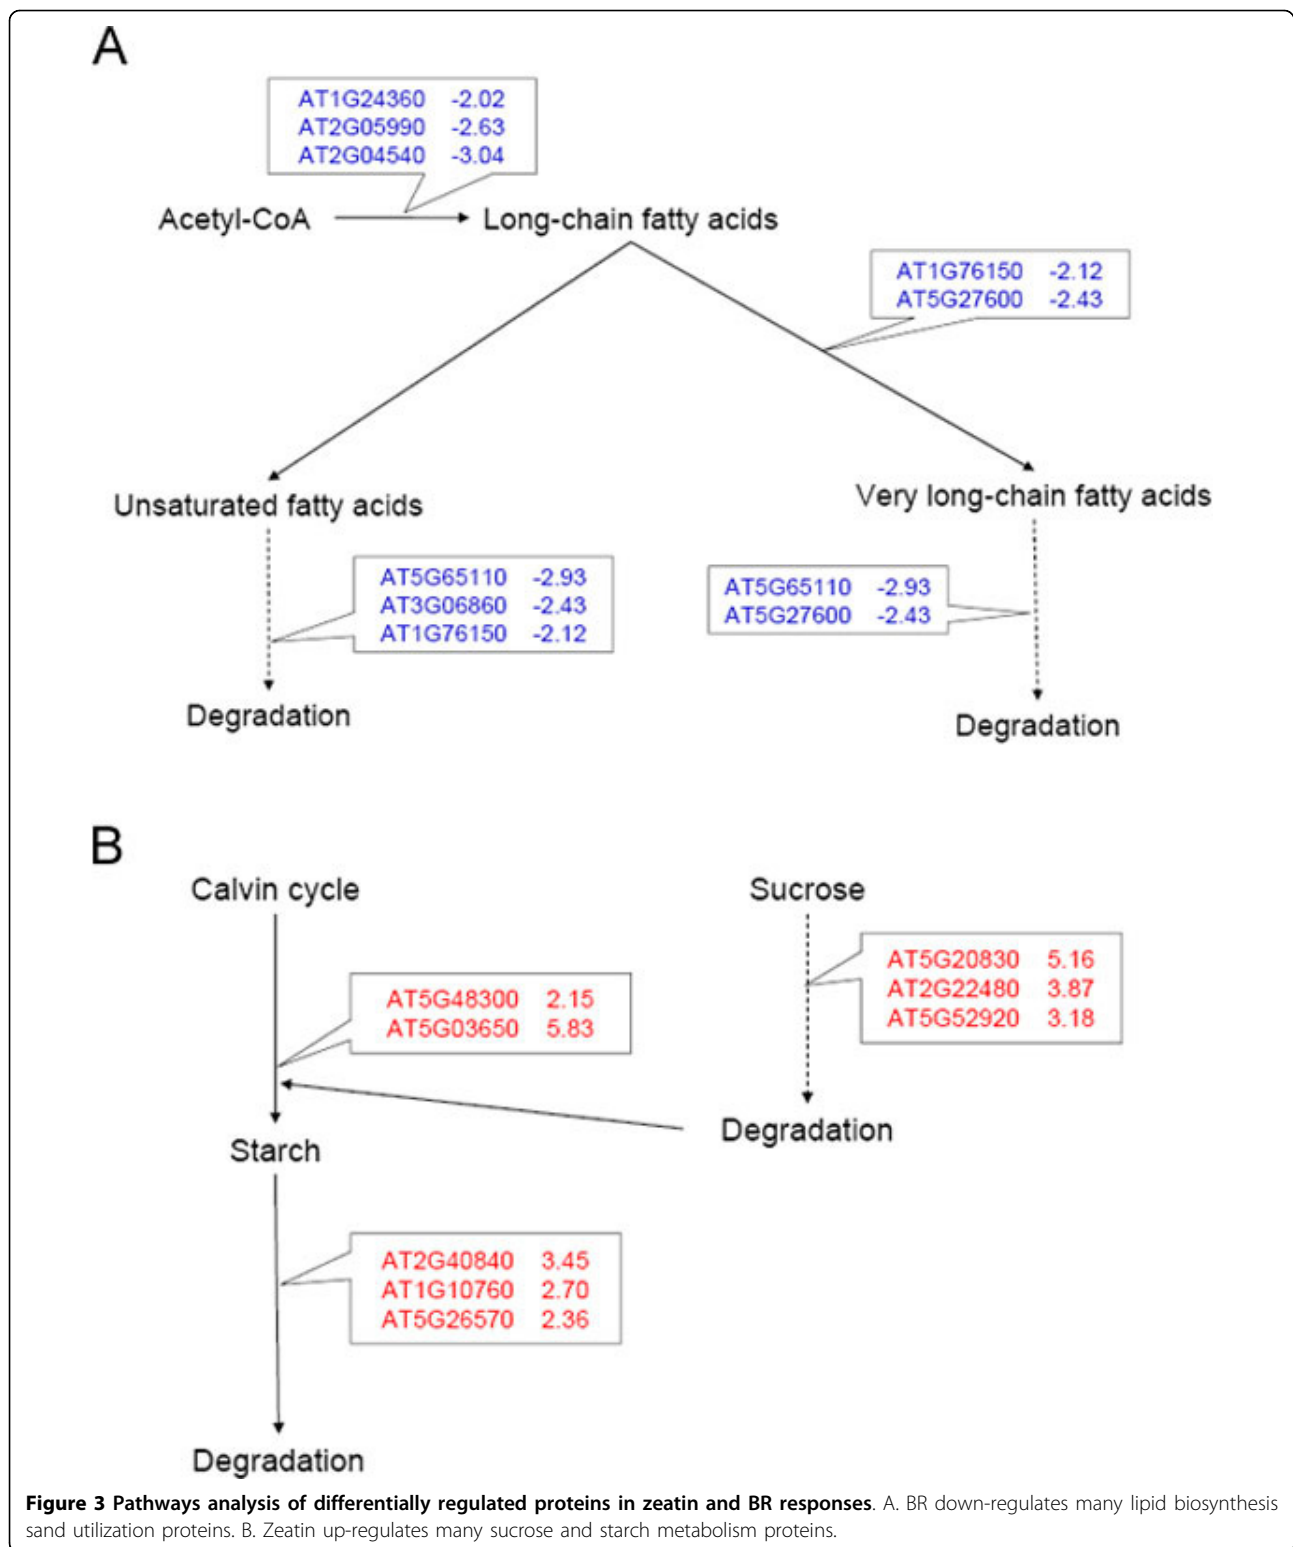 A
AT1G24360 -2.02
AT2G05990 -2.63
AT2G04540 -3.04
Acetyl-CoA
Long-chain fatty acids
AT1G76150 -2.12
AT5G27600 -2.43
Unsaturated fatty acids
Very long-chain fatty acids
AT5G65110 -2.93
AT3G06860 -2.43
AT1G76150 -2.12
AT5G65110 -2.93
AT5G27600 -2.43
Degradation
Degradation
B
Calvin cycle
Sucrose
AT5G20830 5.16
AT2G22480 3.87
AT5G52920 3.18
AT5G48300 2.15
AT5G03650 5.83
Degradation
Starch
AT2G40840 3.45
AT1G10760 2.70
AT5G26570 2.36
Degradation
Figure 3 Pathways analysis of differentially regulated proteins in zeatin and BR responses. A. BR down-regulates many lipid biosynthesis
sand utilization proteins. B. Zeatin up-regulates many sucrose and starch metabolism proteins.